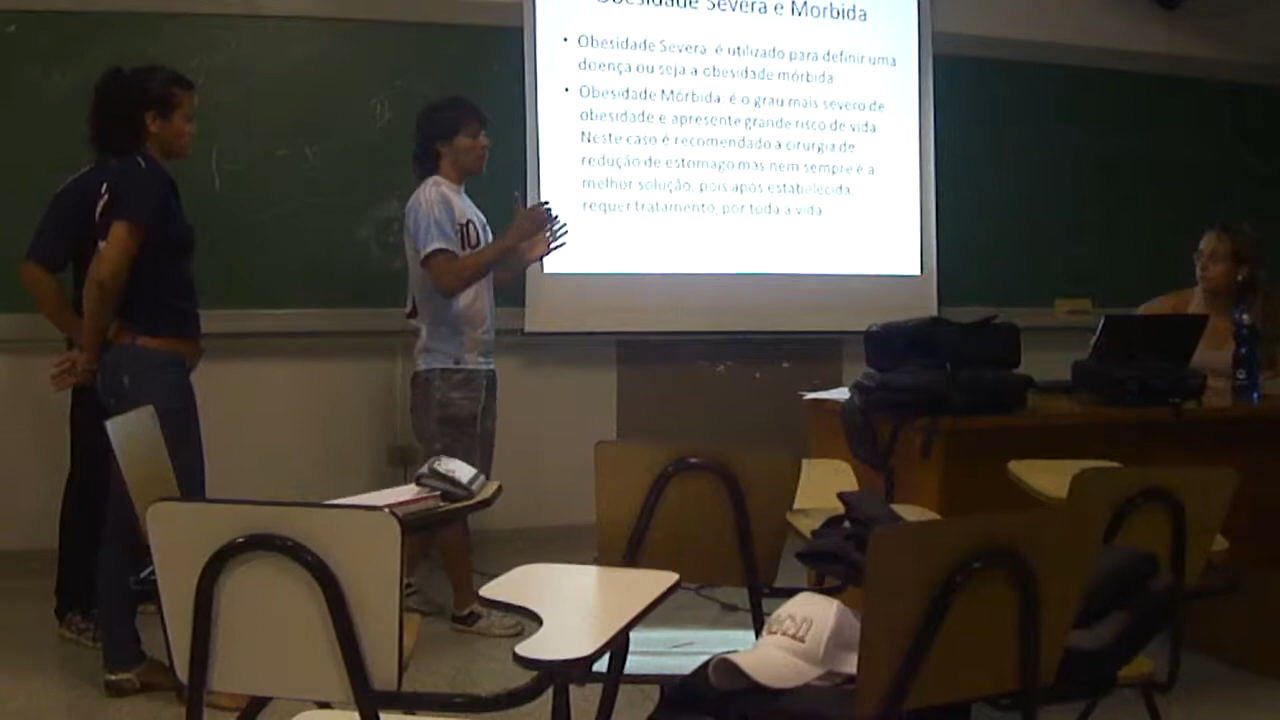 Obesidade Severa e Morbida
• Obesidade Severa: é utilizado para definir uma
doença ou seja a obesidade mórbida
• Obesidade Mórbida: é o grau mais severo de
obesidade e apresente grande risco de vida.
Neste caso é recomendado a cirurgia de
redução de estomago mas nem sempre é a
melhor solução, pois após estabelecida,
requer tratamento, por toda a vida
10